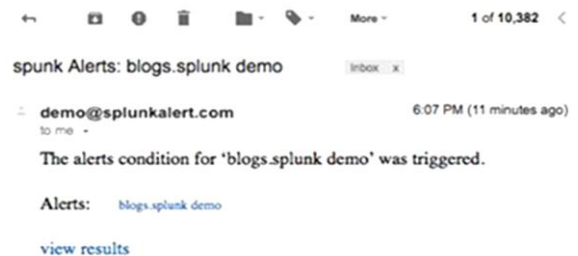 More
1 of 10,382
spunk Alerts: blogs.splunk demo
Inbox x
demo@splunkalert.com
6:07 PM (11 minutes ago)
to me
The alerts condition for ‘blogs.splunk demo’ was triggered.
Alerts: blogs.splunk demo
view results